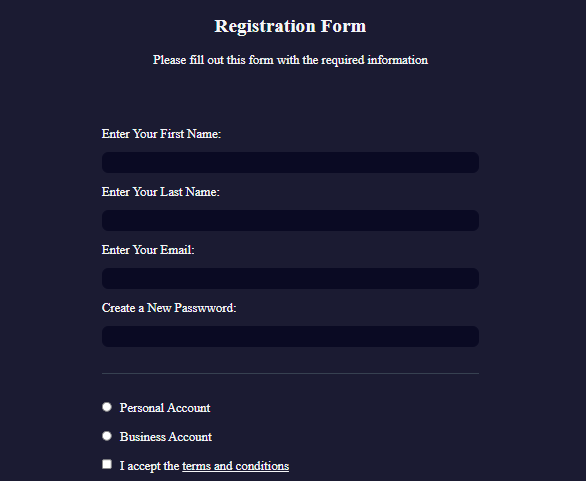 Registration Form
Please fill out this form with the required information
Enter Your First Name:
Enter Your Last Name:
Enter Your Email:
Create a New Passwword:
Personal Account
Business Account
I accept the terms and conditions